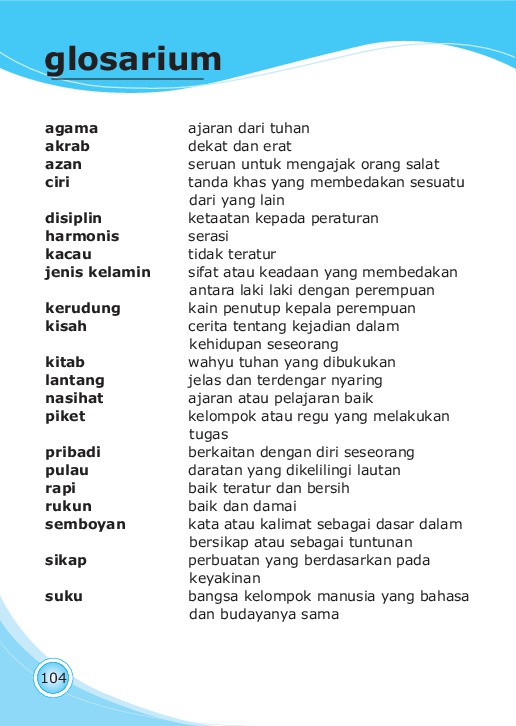 glosarium
agama ajaran dari tuhan
akrab dekat dan erat
azan seruan untuk mengajak orang salat
ciri tanda khas yang membedakan sesuatu
dari yang lain
disiplin ketaatan kepada peraturan
harmonis serasi
kacau tidak teratur
jenis kelamin sifat atau keadaan yang membedakan
antara laki laki dengan perempuan
kerudung kain penutup kepala perempuan
kisah cerita tentang kejadian dalam
kehidupan seseorang
kitab wahyu tuhan yang dibukukan
lantang jelas dan terdengar nyaring
nasihat ajaran atau pelajaran baik
piket kelompok atau regu yang melakukan
tugas
pribadi berkaitan dengan diri seseorang
pulau daratan yang dikelilingi lautan
rapi baik teratur dan bersih
rukun baik dan damai
semboyan kata atau kalimat sebagai dasar dalam
bersikap atau sebagai tuntunan
sikap perbuatan yang berdasarkan pada
keyakinan
suku bangsa kelompok manusia yang bahasa
dan budayanya sama
104